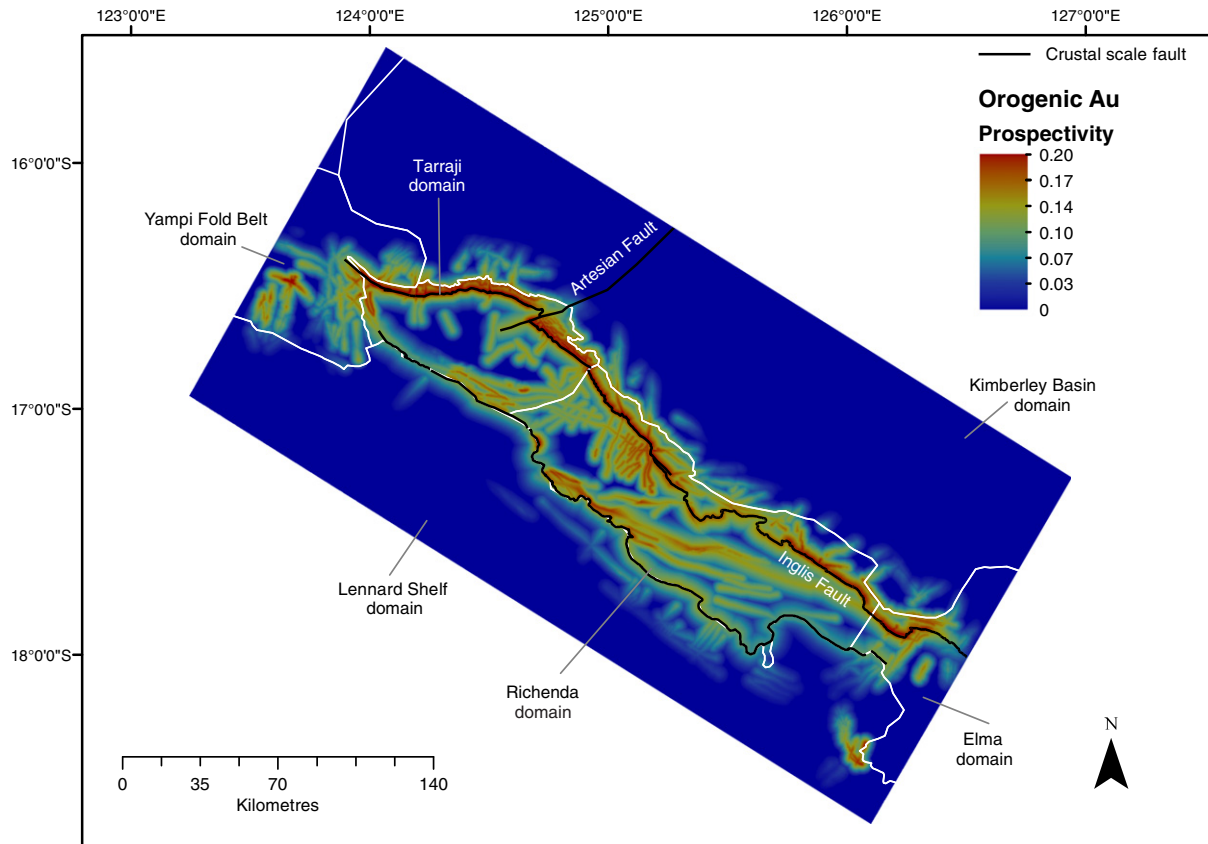 123°0'0"E
124°0'0"E
125°0'0"E
126°0'0"E
127°0'0"E
Crustal scale fault
Orogenic Au
Prospectivity
0.20
0.17
0.14
0.10
0.07
0.03
0
16°0'0"S
17°0'0"S
18°0'0"S
Tarraji
domain
Yampi Fold Belt
domain
Artesian Fault
Kimberley Basin
domain
Inglis Fault
Lennard Shelf
domain
Richenda
domain
Elma
domain
N
0
35
70
140
Kilometres